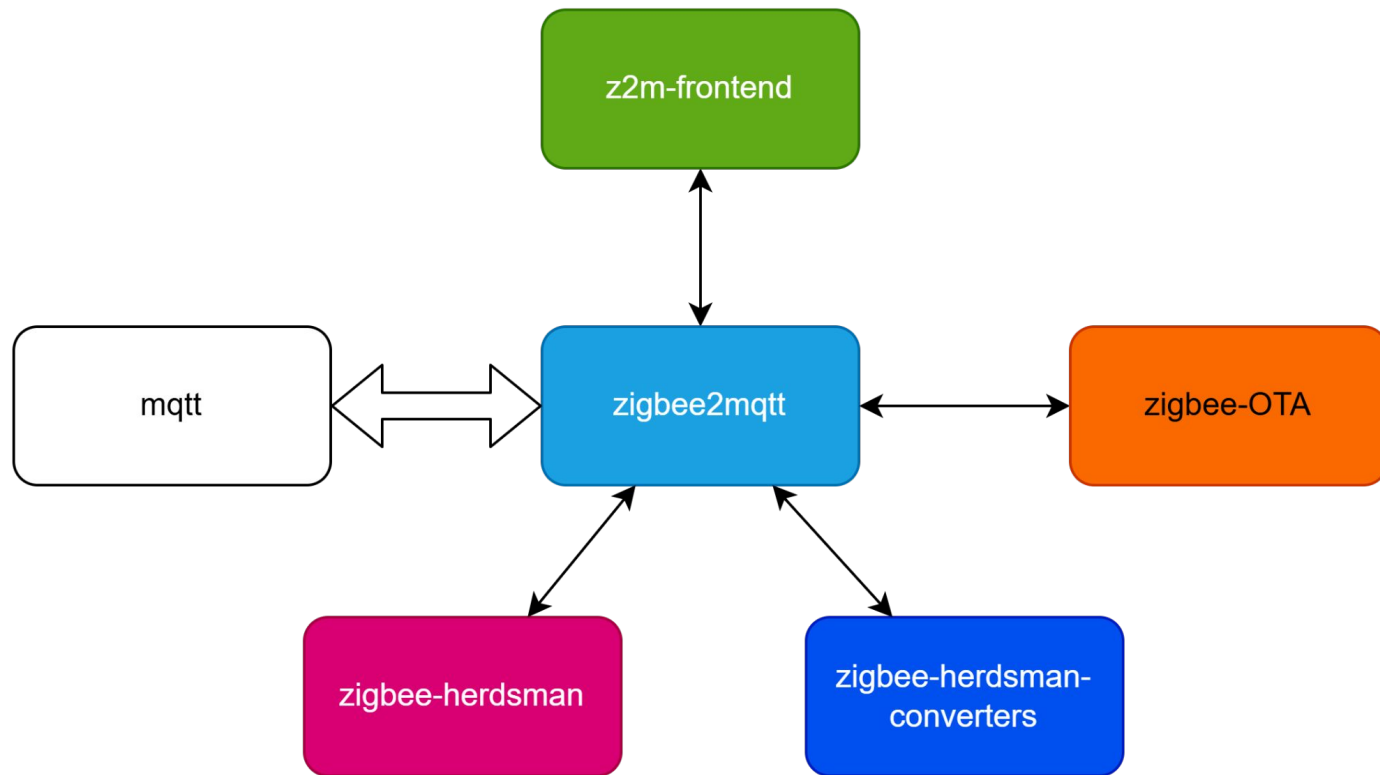 z2m-frontend
mqtt
zigbee2mqtt
zigbee-OTA
zigbee-herdsman
zigbee-herdsman-
converters